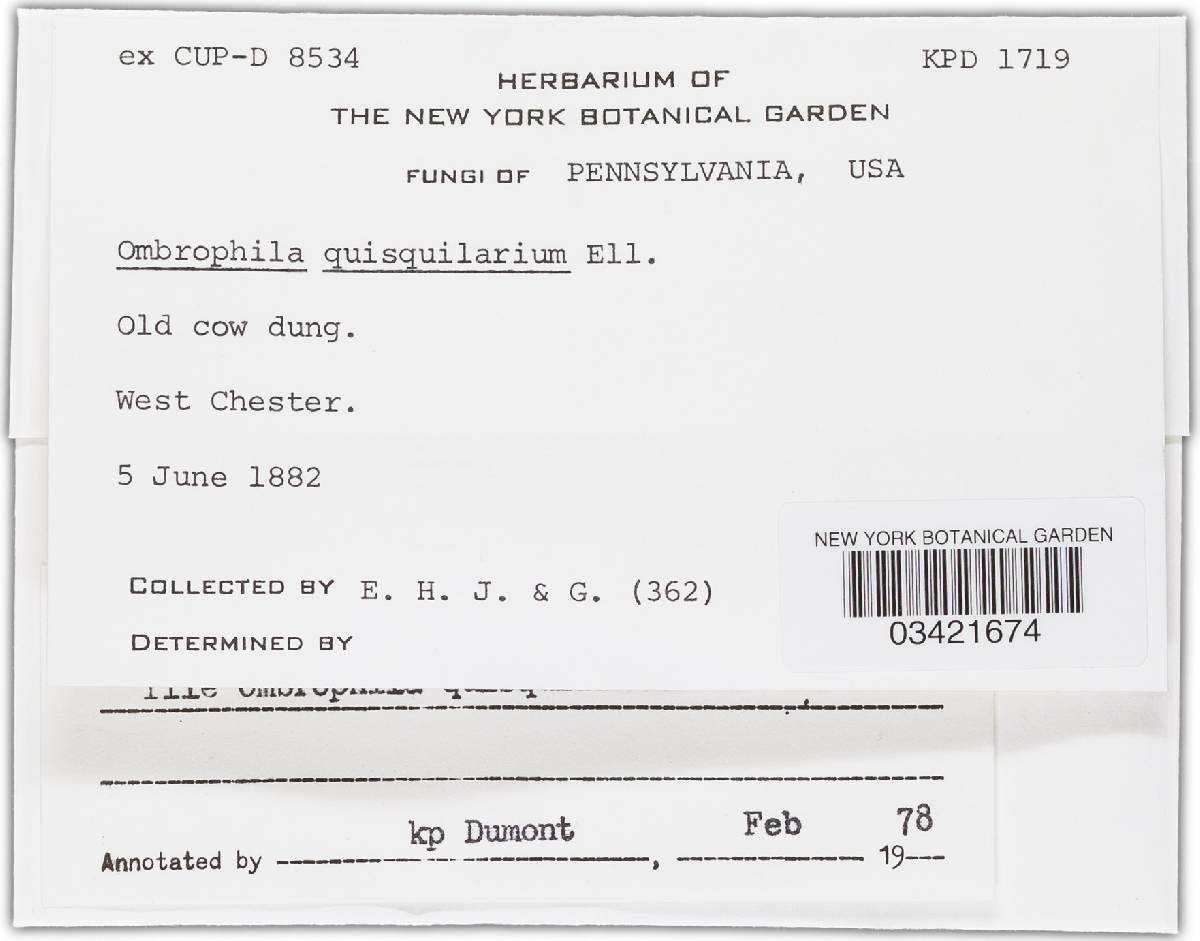 ex CUP-D 8534 KPD 1719
HERBARIUM OF
THE NEW YORK BOTANICAL GARDEN
FUNGI OF PENNSYLVANIA, USA
Ombrophila quisquilarium Ell.
Old cow dung.
West Chester.
5 June 1882
NEW YORK BOTANICAL GARDEN
03421674
COLLECTED BY E. H. J. & G. (362)
DETERMINED BY
kp Dumont Feb 78
Annotated by , 19